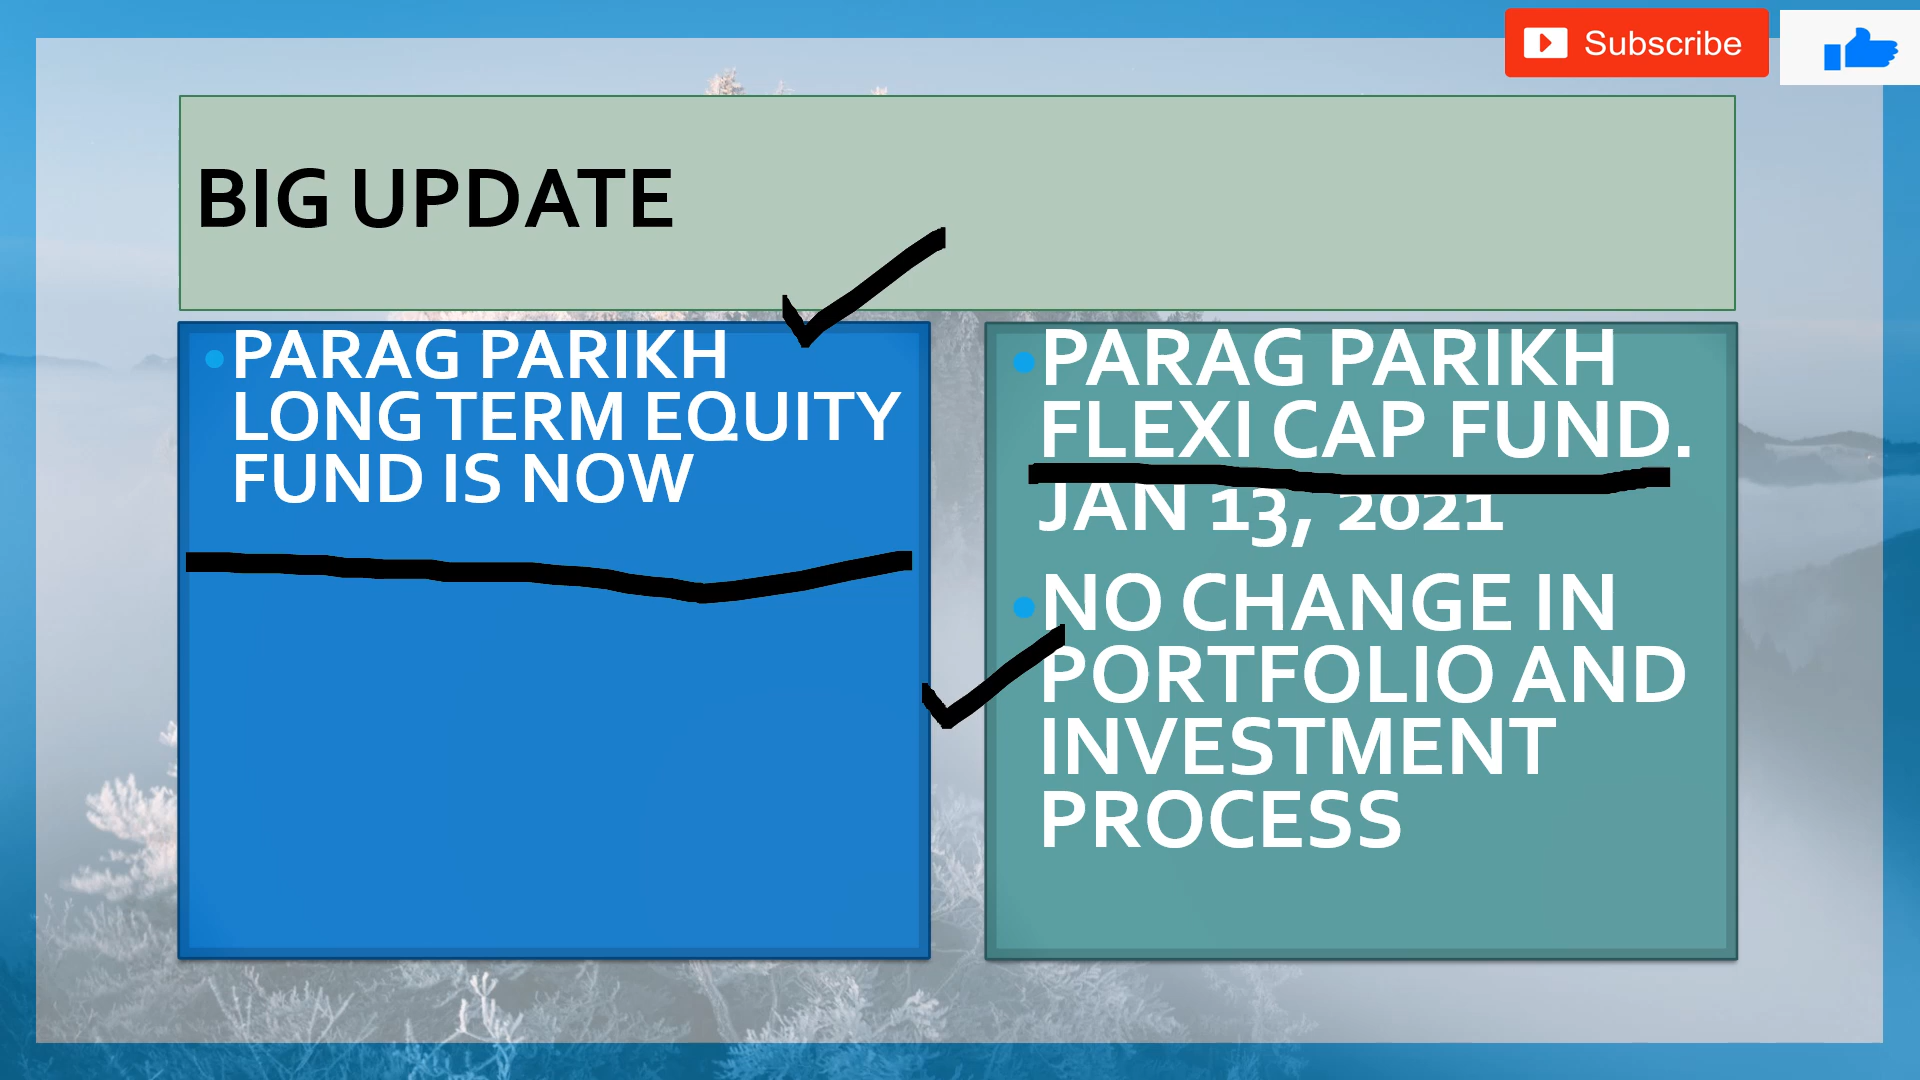 Subscribe
BIG UPDATE
PARAG PARIKH
LONG TERM EQUITY
FUND IS NOW
PARAG PARIKH
FLEXI CAP FUND.
JAN 13, 2021
NO CHANGE IN
PORTFOLIO AND
INVESTMENT
PROCESS